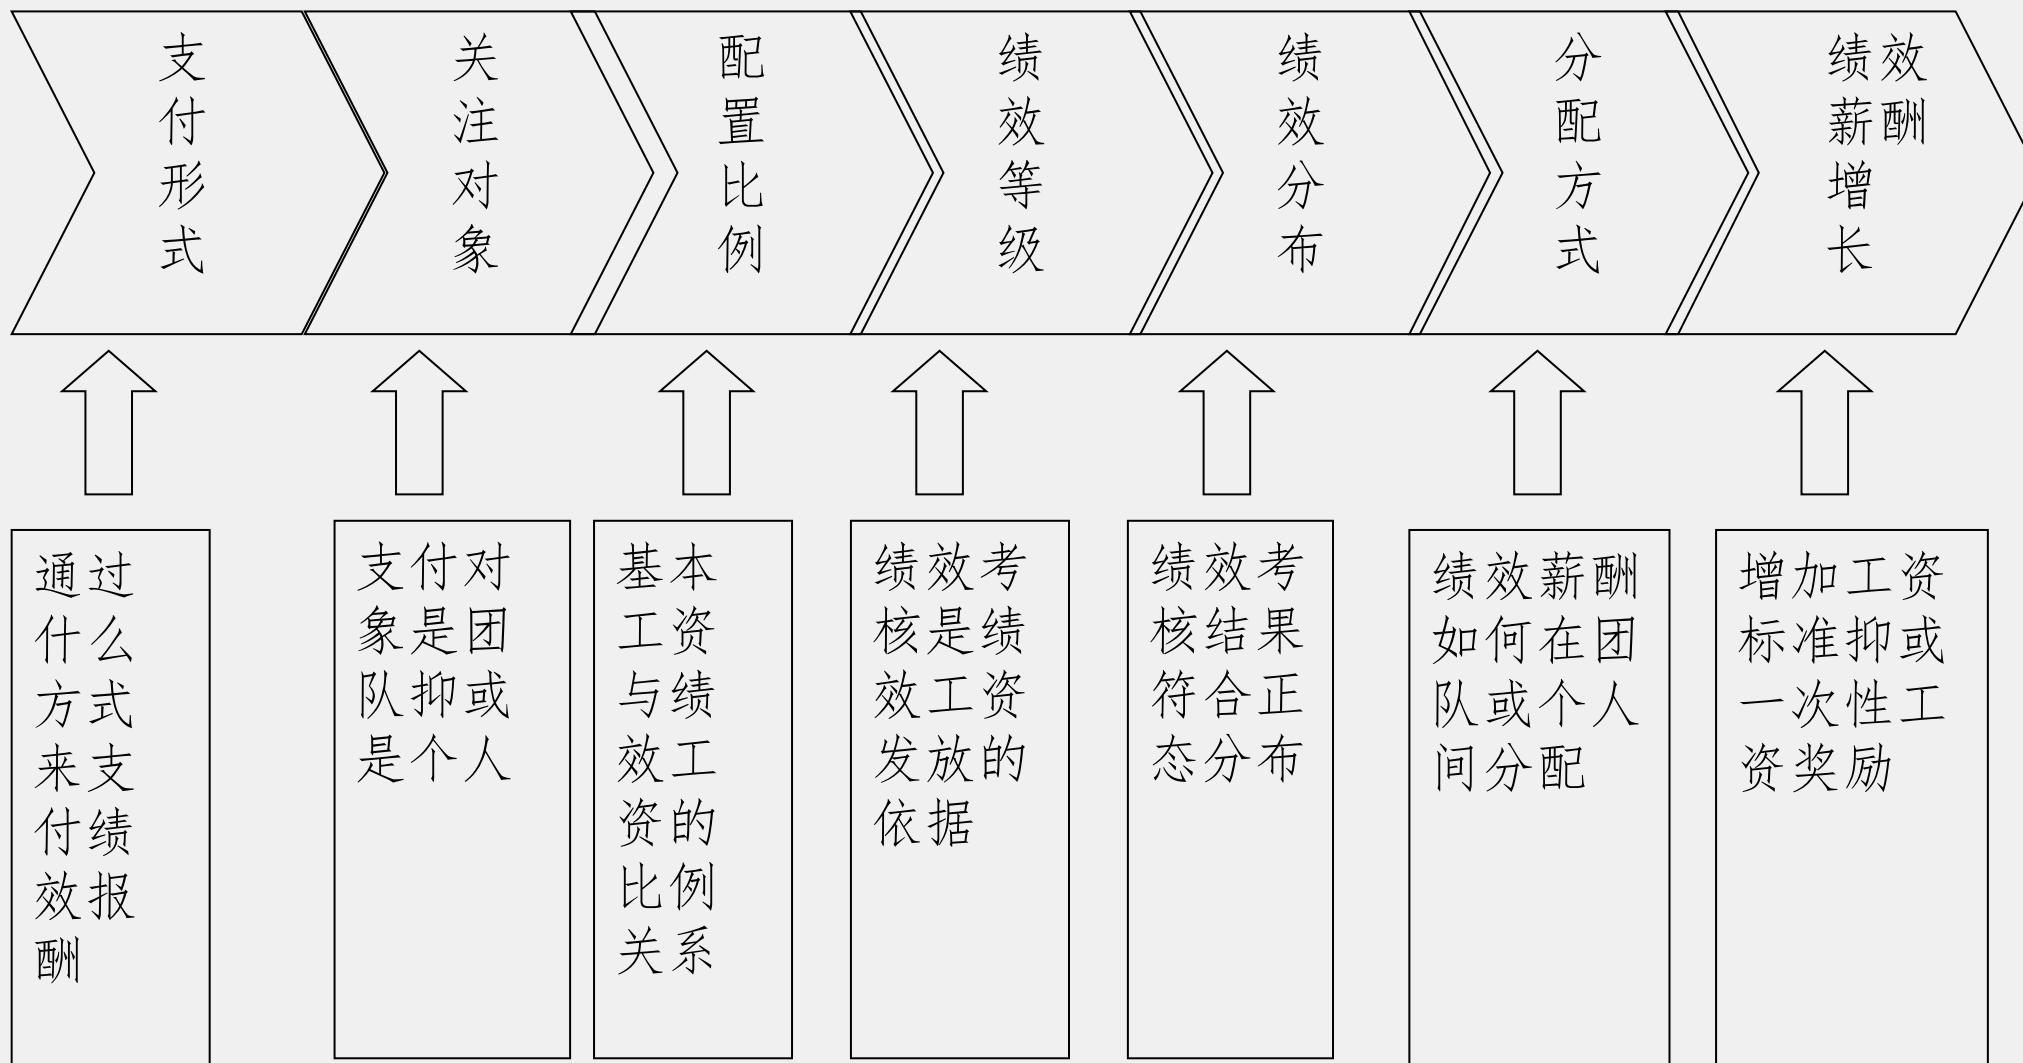 支
付
形
式
关
注
对
象
配
置
比
例
绩
效
等
级
绩
效
分
布
分
配
方
式
绩效
薪酬
增
长
通过
什么
方式
来支
付绩
效报
酬
支付对
象是团
队抑或
是个人
基本
工资
与绩
效工
资的
比例
关系
绩效考
核是绩
效工资
发放的
依据
绩效考
核结果
符合正
态分布
绩效薪酬
如何在团
队或个人
间分配
增加工资
标准抑或
一次性工
资奖励